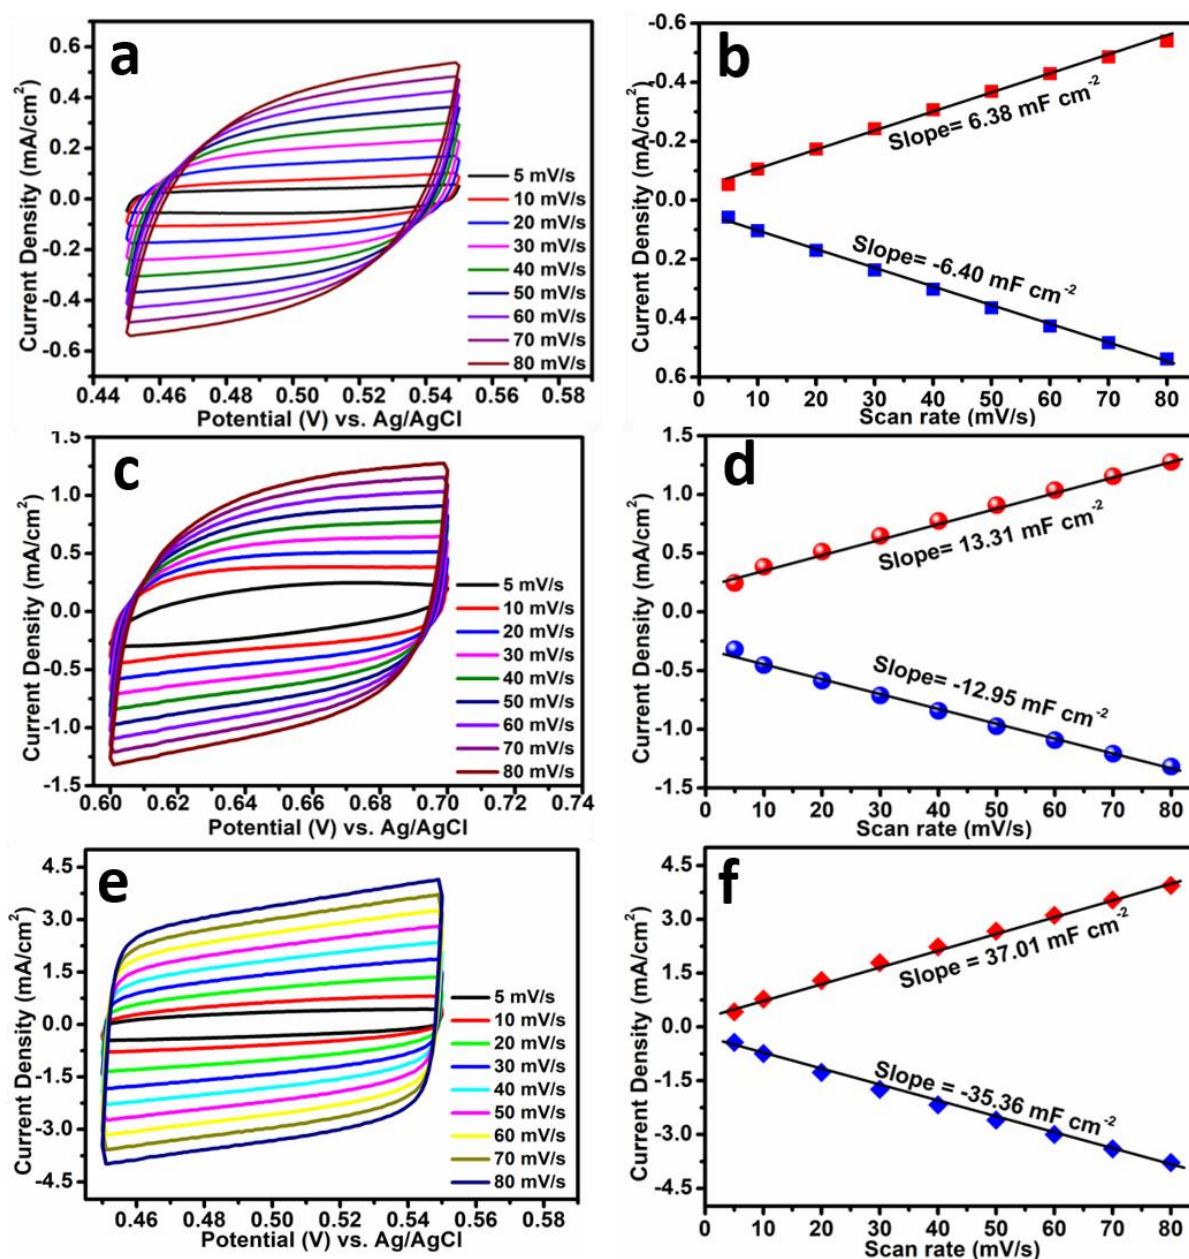 a
Current Density (mA/cm²)
0.6
0.4
0.2
0.0
-0.2
-0.4
-0.6
5 mV/s
10 mV/s
20 mV/s
30 mV/s
40 mV/s
50 mV/s
60 mV/s
70 mV/s
80 mV/s
0.44 0.46 0.48 0.50 0.52 0.54 0.56 0.58
Potential (V) vs. Ag/AgCl
b
Current Density (mA/cm²)
-0.6
-0.4
-0.2
0.0
0.2
0.4
0.6
Slope= 6.38 mF cm⁻²
Slope= -6.40 mF cm⁻²
0 10 20 30 40 50 60 70 80
Scan rate (mV/s)
c
Current Density (mA/cm²)
1.5
1.0
0.5
0.0
-0.5
-1.0
-1.5
5 mV/s
10 mV/s
20 mV/s
30 mV/s
40 mV/s
50 mV/s
60 mV/s
70 mV/s
80 mV/s
0.60 0.62 0.64 0.66 0.68 0.70 0.72 0.74
Potential (V) vs. Ag/AgCl
d
Current Density (mA/cm²)
1.5
1.0
0.5
0.0
-0.5
-1.0
-1.5
Slope= 13.31 mF cm⁻²
Slope= -12.95 mF cm⁻²
0 10 20 30 40 50 60 70 80
Scan rate (mV/s)
e
Current Density (mA/cm²)
4.5
3.0
1.5
0.0
-1.5
-3.0
-4.5
5 mV/s
10 mV/s
20 mV/s
30 mV/s
40 mV/s
50 mV/s
60 mV/s
70 mV/s
80 mV/s
0.46 0.48 0.50 0.52 0.54 0.56 0.58
Potential (V) vs. Ag/AgCl
f
Current Density (mA/cm²)
4.5
3.0
1.5
0.0
-1.5
-3.0
-4.5
Slope = 37.01 mF cm⁻²
Slope = -35.36 mF cm⁻²
0 10 20 30 40 50 60 70 80
Scan rate (mV/s)